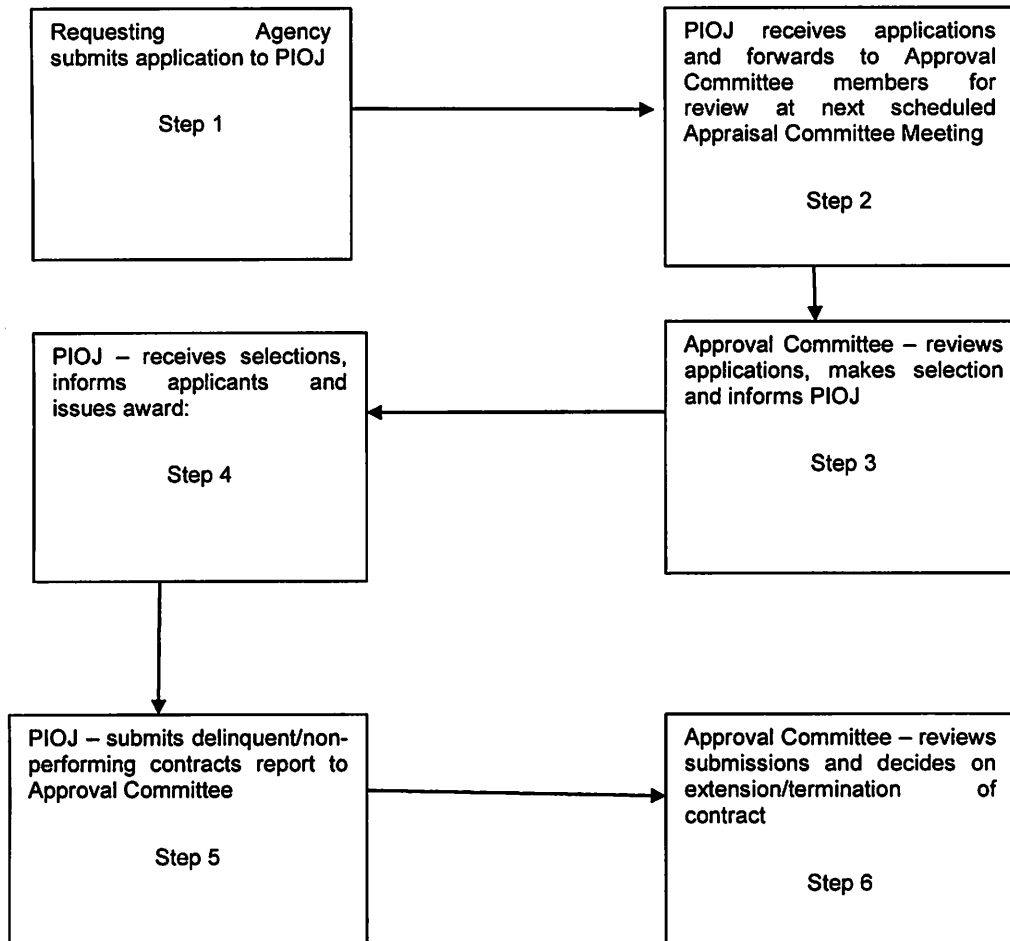 Requesting Agency
submits application to PIOJ
Step 1
PIOJ receives applications
and forwards to Approval
Committee members for
review at next scheduled
Appraisal Committee Meeting
Step 2
Approval Committee – reviews
applications, makes selection
and informs PIOJ
Step 3
PIOJ – receives selections,
informs applicants and
issues award:
Step 4
PIOJ – submits delinquent/non-
performing contracts report to
Approval Committee
Step 5
Approval Committee – reviews
submissions and decides on
extension/termination of
contract
Step 6